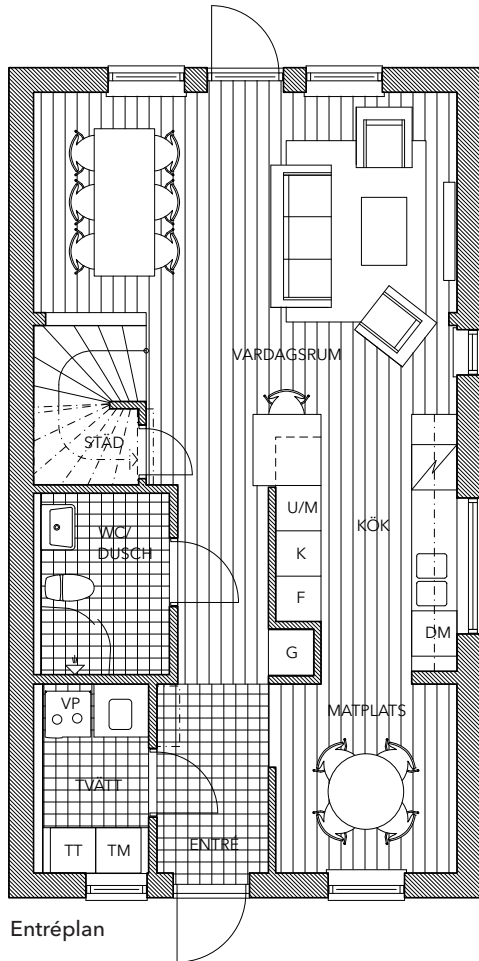 VARDAGSRUM
STÄD
U/M
WC/
DUSCH
KÖK
K
F
DM
G
VP
MATPLATS
TVÄTT
ENTRÉ
TT
TM
Entréplan